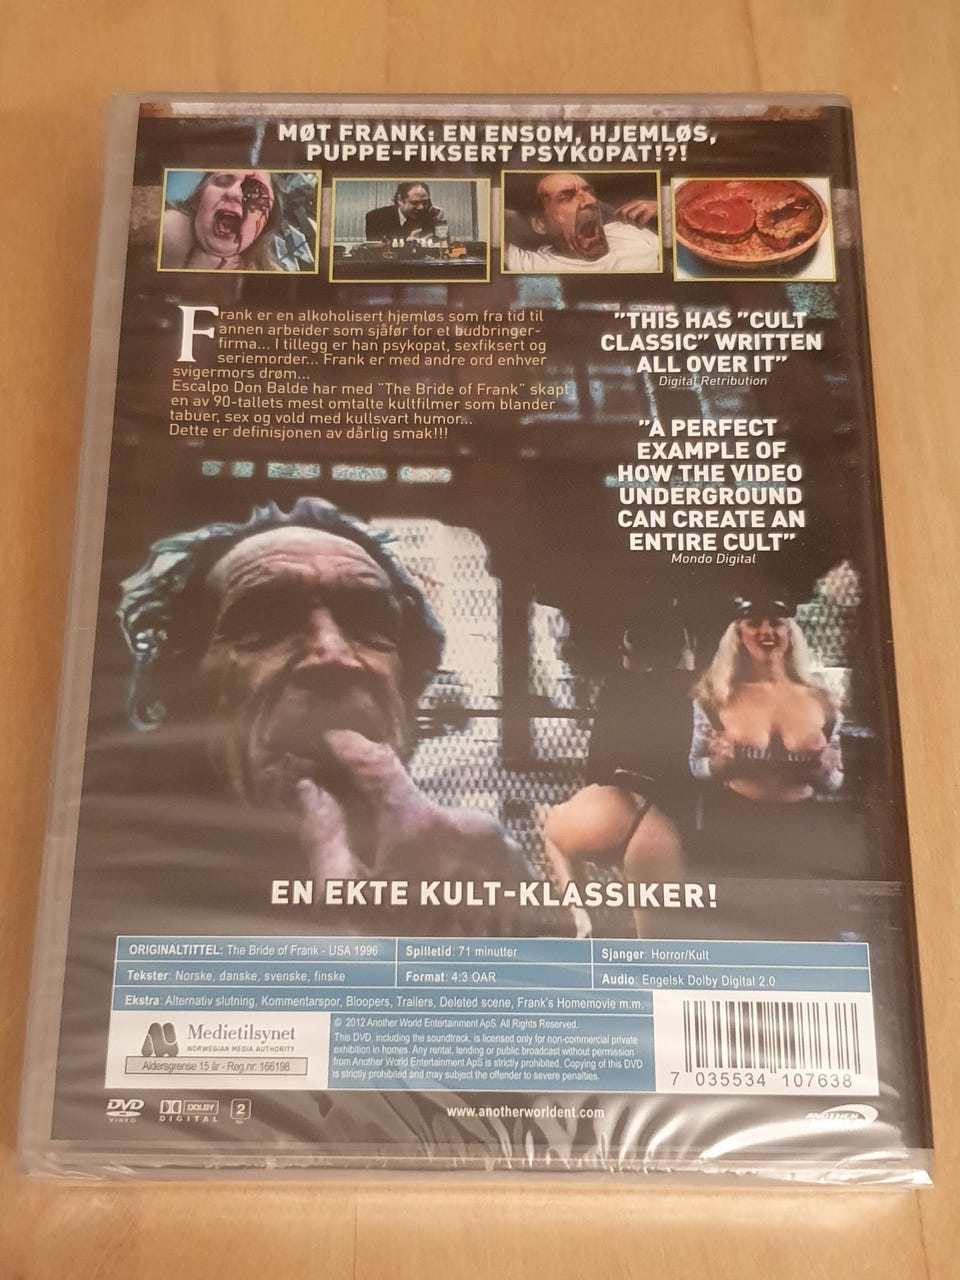 MØT FRANK: EN ENSOM, HJEMLØS,
PUPPE-FIKSERT PSYKOPAT!?!
Frank er en alkoholisert hjemløs som fra tid til
annen arbeider som sjåfør for et budbringer-
firma... I tillegg er han psykopat, sexfiksert og
seriemorder... Frank er med andre ord enhver
svigermors drøm...
Escalpo Don Balde har med "The Bride of Frank" skapt
en av 90-tallets mest omtalte kultfilmer som blander
tabuer, sex og vold med kullsvart humor...
Dette er definisjonen av dårlig smak!!!
"THIS HAS "CULT
CLASSIC" WRITTEN
ALL OVER IT"
Digital Retribution
"A PERFECT
EXAMPLE OF
HOW THE VIDEO
UNDERGROUND
CAN CREATE AN
ENTIRE CULT"
Mondo Digital
EN EKTE KULT-KLASSIKER!
ORIGINALTITTEL: The Bride of Frank - USA 1996
Spilletid: 71 minutter
Sjanger: Horror/Kult
Tekster: Norske, danske, svenske, finske
Format: 4:3 OAR
Audio: Engelsk Dolby Digital 2.0
Ekstra: Alternativ slutning, Kommentarspor, Bloopers, Trailers, Deleted scene, Frank's Homemovie m.m.
Medietilsynet
NORWEGIAN MEDIA AUTHORITY
Aldersgrense 15 år - Reg.nr: 166198
© 2012 Another World Entertainment ApS. All Rights Reserved.
This DVD, including the soundtrack, is licensed only for non-commercial private
exhibition in homes. Any rental, lending or public broadcast without permission
from Another World Entertainment ApS is strictly prohibited. Copying of this DVD
is strictly prohibited and may subject the offender to severe penalties.
7 035534 107638
DVD
VIDEO
DOLBY
DIGITAL
2
www.anotherworldent.com
ANOTHER